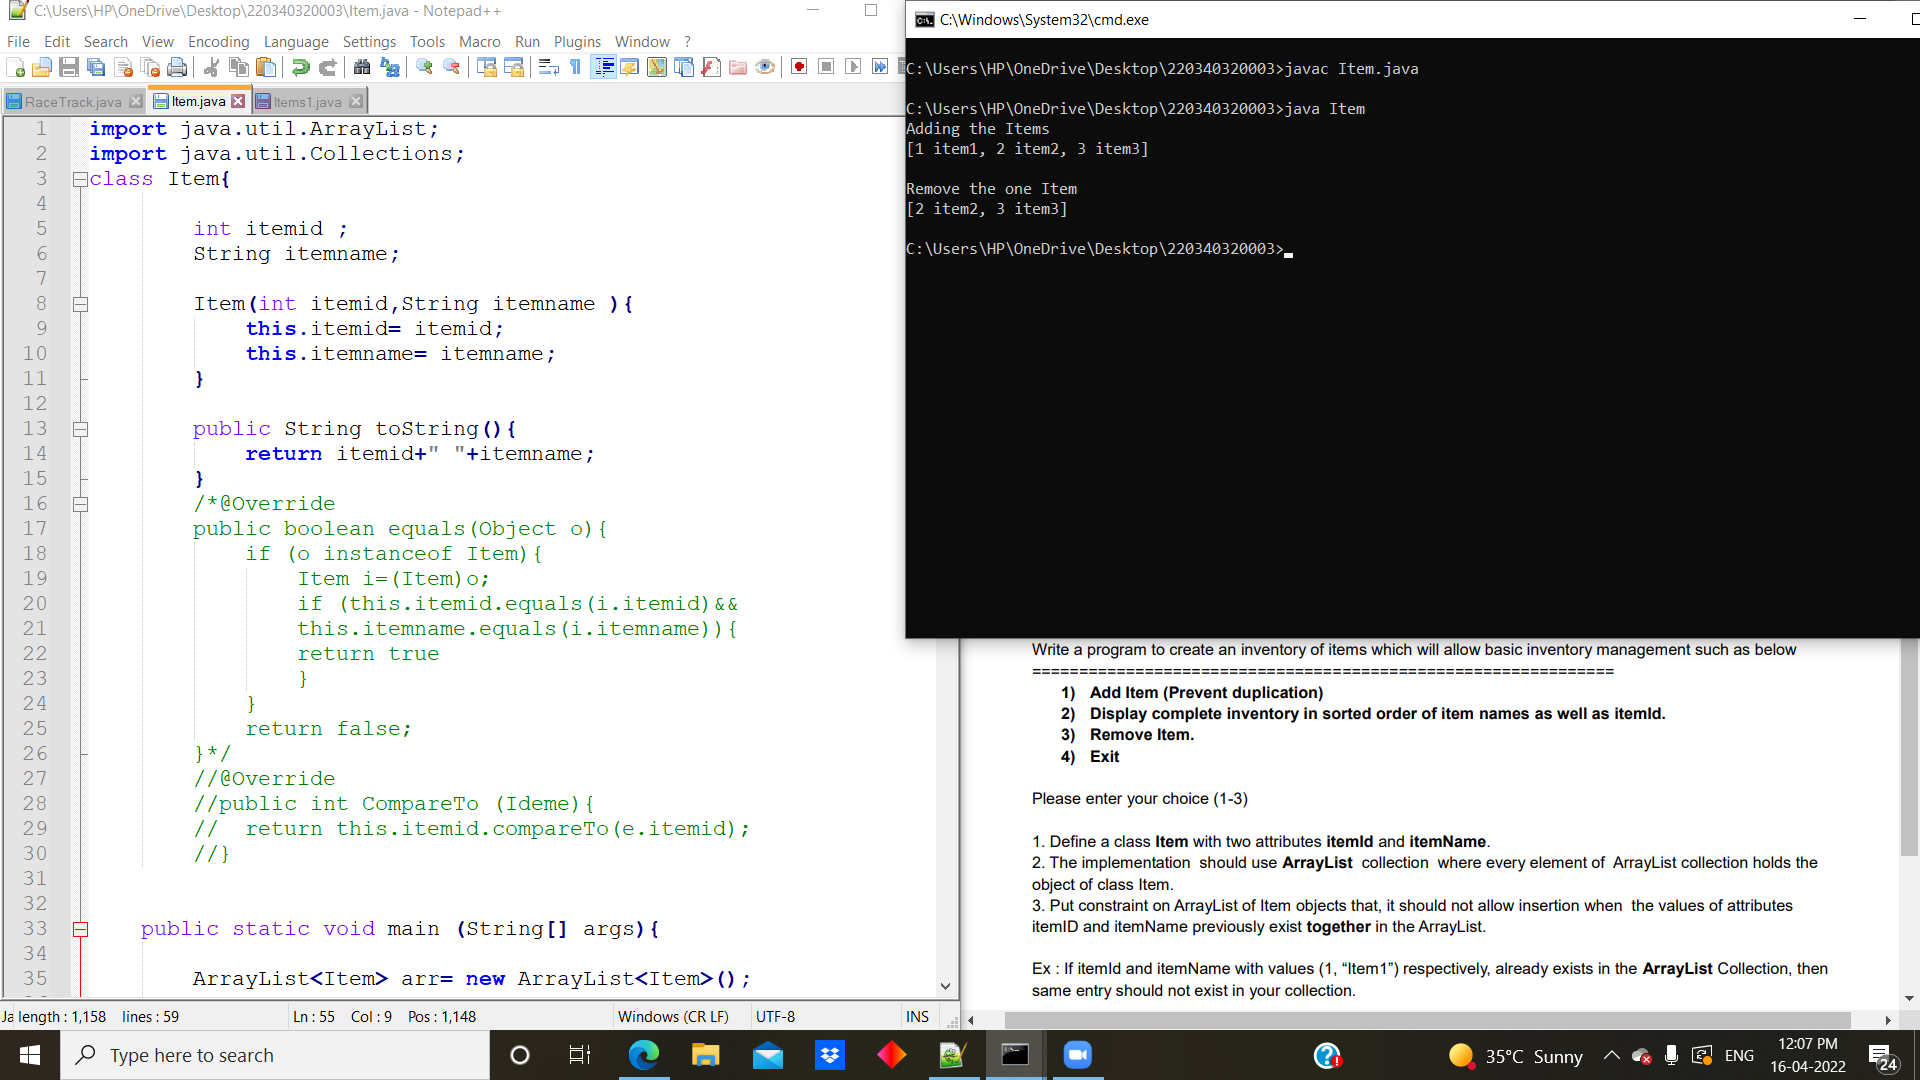 C:\Users\HP\OneDrive\Desktop\220340320003\Item.java - Notepad++
File Edit Search View Encoding Language Settings Tools Macro Run Plugins Window ?
RaceTrack.java Item.java Items1.java
1 import java.util.ArrayList;
2 import java.util.Collections;
3 class Item{
4
5 int itemid ;
6 String itemname;
7
8 Item(int itemid,String itemname ){
9 this.itemid= itemid;
10 this.itemname= itemname;
11 }
12
13 public String toString(){
14 return itemid+" "+itemname;
15 }
16 /*@Override
17 public boolean equals(Object o){
18 if (o instanceof Item){
19 Item i=(Item)o;
20 if (this.itemid.equals(i.itemid)&&
21 this.itemname.equals(i.itemname)){
22 return true
23 }
24 }
25 return false;
26 }*/
27 //@Override
28 //public int CompareTo (Ideme){
29 // return this.itemid.compareTo(e.itemid);
30 //}
31
32
33 public static void main (String[] args){
34
35 ArrayList<Item> arr= new ArrayList<Item>();
Ja length : 1,158 lines : 59 Ln : 55 Col : 9 Pos : 1,148 Windows (CR LF) UTF-8 INS
C:\Windows\System32\cmd.exe
C:\Users\HP\OneDrive\Desktop\220340320003>javac Item.java
C:\Users\HP\OneDrive\Desktop\220340320003>java Item
Adding the Items
[1 item1, 2 item2, 3 item3]
Remove the one Item
[2 item2, 3 item3]
C:\Users\HP\OneDrive\Desktop\220340320003>
Write a program to create an inventory of items which will allow basic inventory management such as below
==============================================================
1) Add Item (Prevent duplication)
2) Display complete inventory in sorted order of item names as well as itemId.
3) Remove Item.
4) Exit
Please enter your choice (1-3)
1. Define a class Item with two attributes itemId and itemName.
2. The implementation should use ArrayList collection where every element of ArrayList collection holds the
object of class Item.
3. Put constraint on ArrayList of Item objects that, it should not allow insertion when the values of attributes
itemID and itemName previously exist together in the ArrayList.
Ex : If itemId and itemName with values (1, “Item1”) respectively, already exists in the ArrayList Collection, then
same entry should not exist in your collection.
Type here to search
35°C Sunny
ENG
12:07 PM
16-04-2022
24